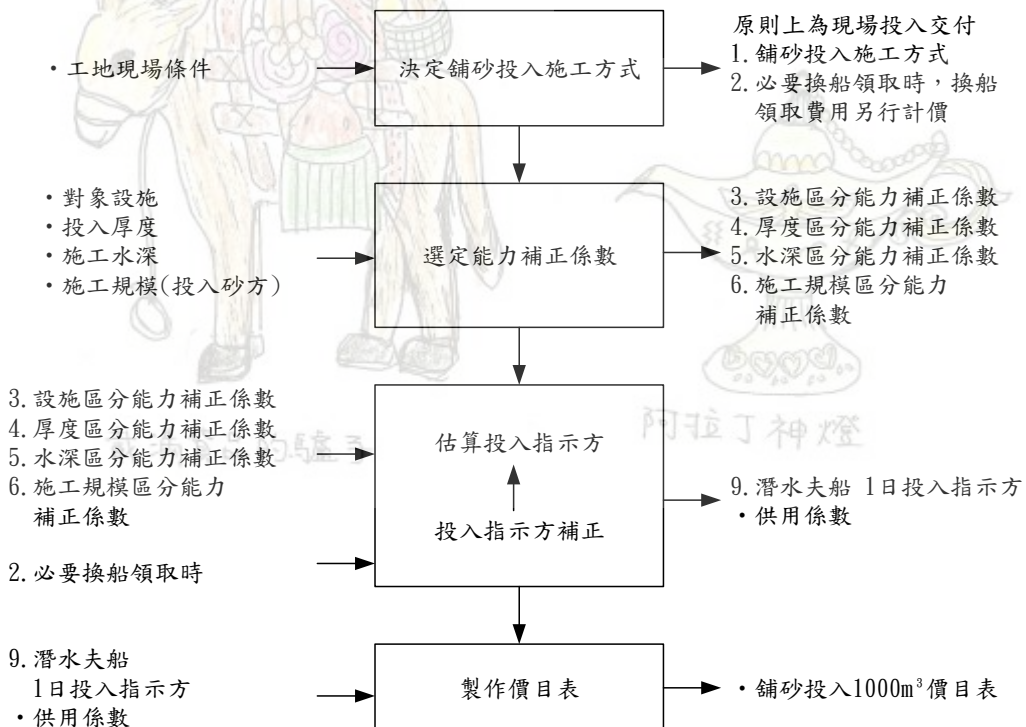 ・工地現場條件
決定舖砂投入施工方式
原則上為現場投入交付
1.舖砂投入施工方式
2.必要換船領取時，換船
領取費用另行計價
・對象設施
・投入厚度
・施工水深
・施工規模(投入砂方)
選定能力補正係數
3.設施區分能力補正係數
4.厚度區分能力補正係數
5.水深區分能力補正係數
6.施工規模區分能力
補正係數
3.設施區分能力補正係數
4.厚度區分能力補正係數
5.水深區分能力補正係數
6.施工規模區分能力
補正係數
2.必要換船領取時
估算投入指示方
投入指示方補正
9.潛水夫船 1日投入指示方
・供用係數
阿拉丁神燈
9.潛水夫船
1日投入指示方
・供用係數
製作價目表
・舖砂投入1000m³價目表